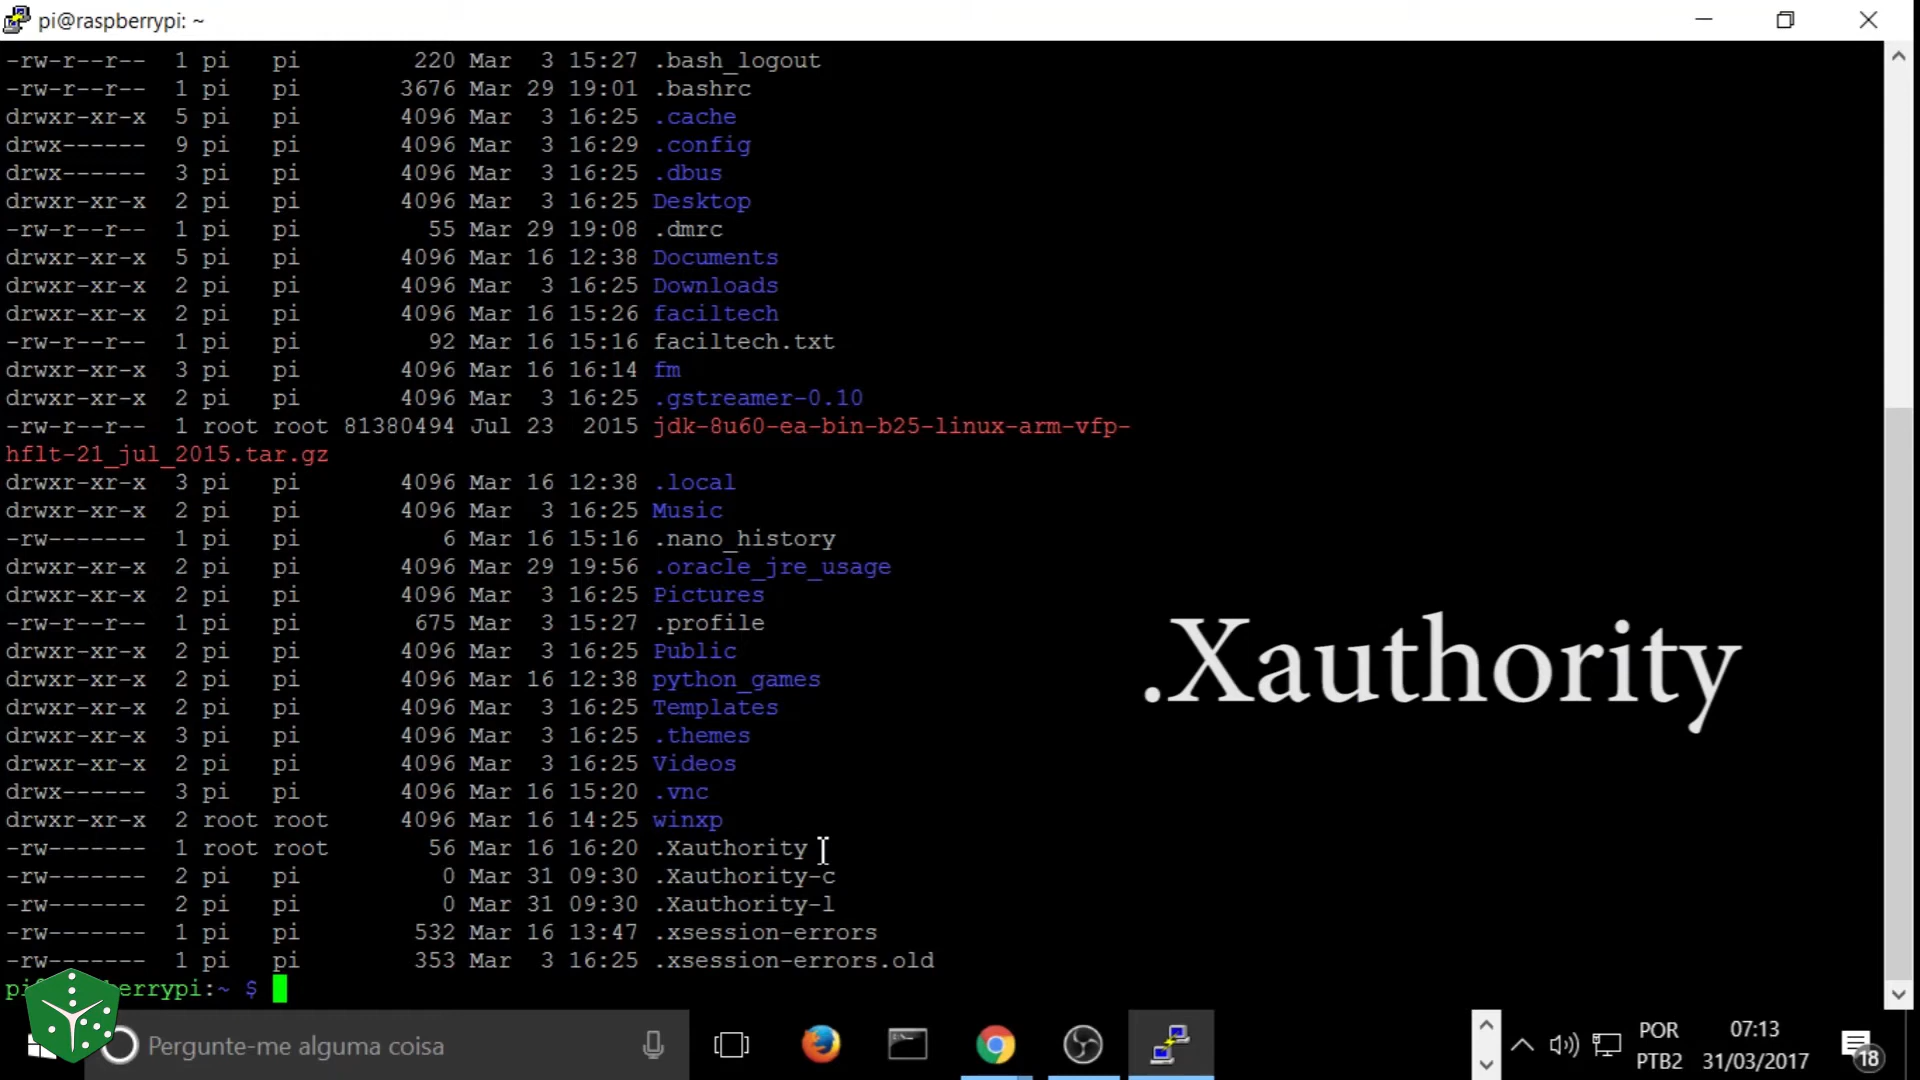 pi@raspberrypi: ~
-rw-r--r-- 1 pi pi 220 Mar 3 15:27 .bash_logout
-rw-r--r-- 1 pi pi 3676 Mar 29 19:01 .bashrc
drwxr-xr-x 5 pi pi 4096 Mar 3 16:25 .cache
drwx------ 9 pi pi 4096 Mar 3 16:29 .config
drwx------ 3 pi pi 4096 Mar 3 16:25 .dbus
drwxr-xr-x 2 pi pi 4096 Mar 3 16:25 Desktop
-rw-r--r-- 1 pi pi 55 Mar 29 19:08 .dmrc
drwxr-xr-x 5 pi pi 4096 Mar 16 12:38 Documents
drwxr-xr-x 2 pi pi 4096 Mar 3 16:25 Downloads
drwxr-xr-x 2 pi pi 4096 Mar 16 15:26 faciltech
-rw-r--r-- 1 pi pi 92 Mar 16 15:16 faciltech.txt
drwxr-xr-x 3 pi pi 4096 Mar 16 16:14 fm
drwxr-xr-x 2 pi pi 4096 Mar 3 16:25 .gstreamer-0.10
-rw-r--r-- 1 root root 81380494 Jul 23 2015 jdk-8u60-ea-bin-b25-linux-arm-vfp-
hflt-21_jul_2015.tar.gz
drwxr-xr-x 3 pi pi 4096 Mar 16 12:38 .local
drwxr-xr-x 2 pi pi 4096 Mar 3 16:25 Music
-rw------- 1 pi pi 6 Mar 16 15:16 .nano_history
drwxr-xr-x 2 pi pi 4096 Mar 29 19:56 .oracle_jre_usage
drwxr-xr-x 2 pi pi 4096 Mar 3 16:25 Pictures
-rw-r--r-- 1 pi pi 675 Mar 3 15:27 .profile
drwxr-xr-x 2 pi pi 4096 Mar 3 16:25 Public
drwxr-xr-x 2 pi pi 4096 Mar 16 12:38 python_games
drwxr-xr-x 2 pi pi 4096 Mar 3 16:25 Templates
drwxr-xr-x 3 pi pi 4096 Mar 3 16:25 .themes
drwxr-xr-x 2 pi pi 4096 Mar 3 16:25 Videos
drwx------ 3 pi pi 4096 Mar 16 15:20 .vnc
drwxr-xr-x 2 root root 4096 Mar 16 14:25 winxp
-rw------- 1 root root 56 Mar 16 16:20 .Xauthority
-rw------- 2 pi pi 0 Mar 31 09:30 .Xauthority-c
-rw------- 2 pi pi 0 Mar 31 09:30 .Xauthority-l
-rw------- 1 pi pi 532 Mar 16 13:47 .xsession-errors
-rw------- 1 pi pi 353 Mar 3 16:25 .xsession-errors.old
.Xauthority
Pergunte-me alguma coisa
POR 07:13
PTB2 31/03/2017
18